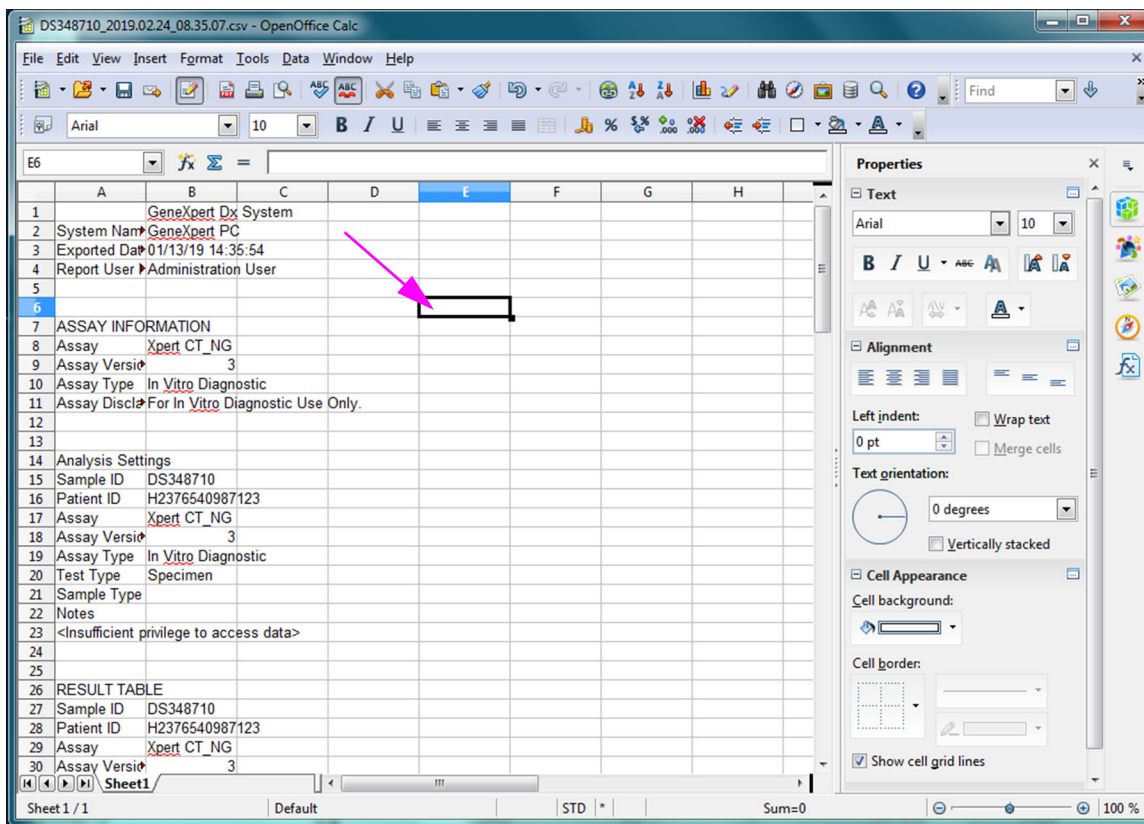 DS348710_2019.02.24_08.35.07.csv - OpenOffice Calc
File Edit View Insert Format Tools Data Window Help
Find
Arial 10
E6
A B C D E F G H
1 GeneXpert Dx System
2 System Nam GeneXpert PC
3 Exported Dat 01/13/19 14:35:54
4 Report User N Administration User
5
6
7 ASSAY INFORMATION
8 Assay Xpert CT_NG
9 Assay Versio 3
10 Assay Type In Vitro Diagnostic
11 Assay Discla For In Vitro Diagnostic Use Only.
12
13
14 Analysis Settings
15 Sample ID DS348710
16 Patient ID H2376540987123
17 Assay Xpert CT_NG
18 Assay Versio 3
19 Assay Type In Vitro Diagnostic
20 Test Type Specimen
21 Sample Type
22 Notes
23 <Insufficient privilege to access data>
24
25
26 RESULT TABLE
27 Sample ID DS348710
28 Patient ID H2376540987123
29 Assay Xpert CT_NG
30 Assay Versio 3
Sheet1
Sheet 1 / 1 Default STD * Sum=0 100 %
Properties
Text
Arial 10
B I U ABC
Alignment
Left indent:
0 pt
Wrap text
Merge cells
Text orientation:
0 degrees
Vertically stacked
Cell Appearance
Cell background:
Cell border:
Show cell grid lines